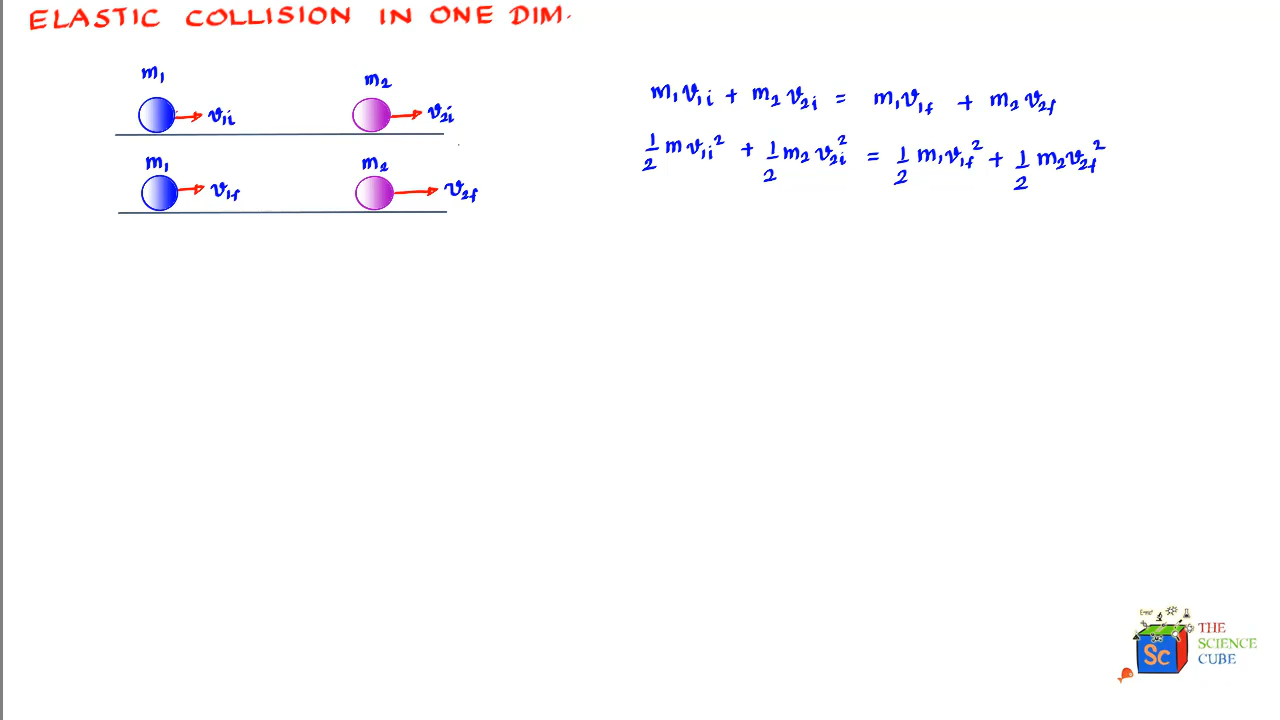 ELASTIC COLLISION IN ONE DIM.
m₁ m₂
v₁ᵢ v₂ᵢ
m₁ m₂
v₁f v₂f
m₁v₁ᵢ + m₂v₂ᵢ = m₁v₁f + m₂v₂f
1/2 mv₁ᵢ² + 1/2 m₂v₂ᵢ² = 1/2 m₁v₁f² + 1/2 m₂v₂f²
Sc
THE
SCIENCE
CUBE